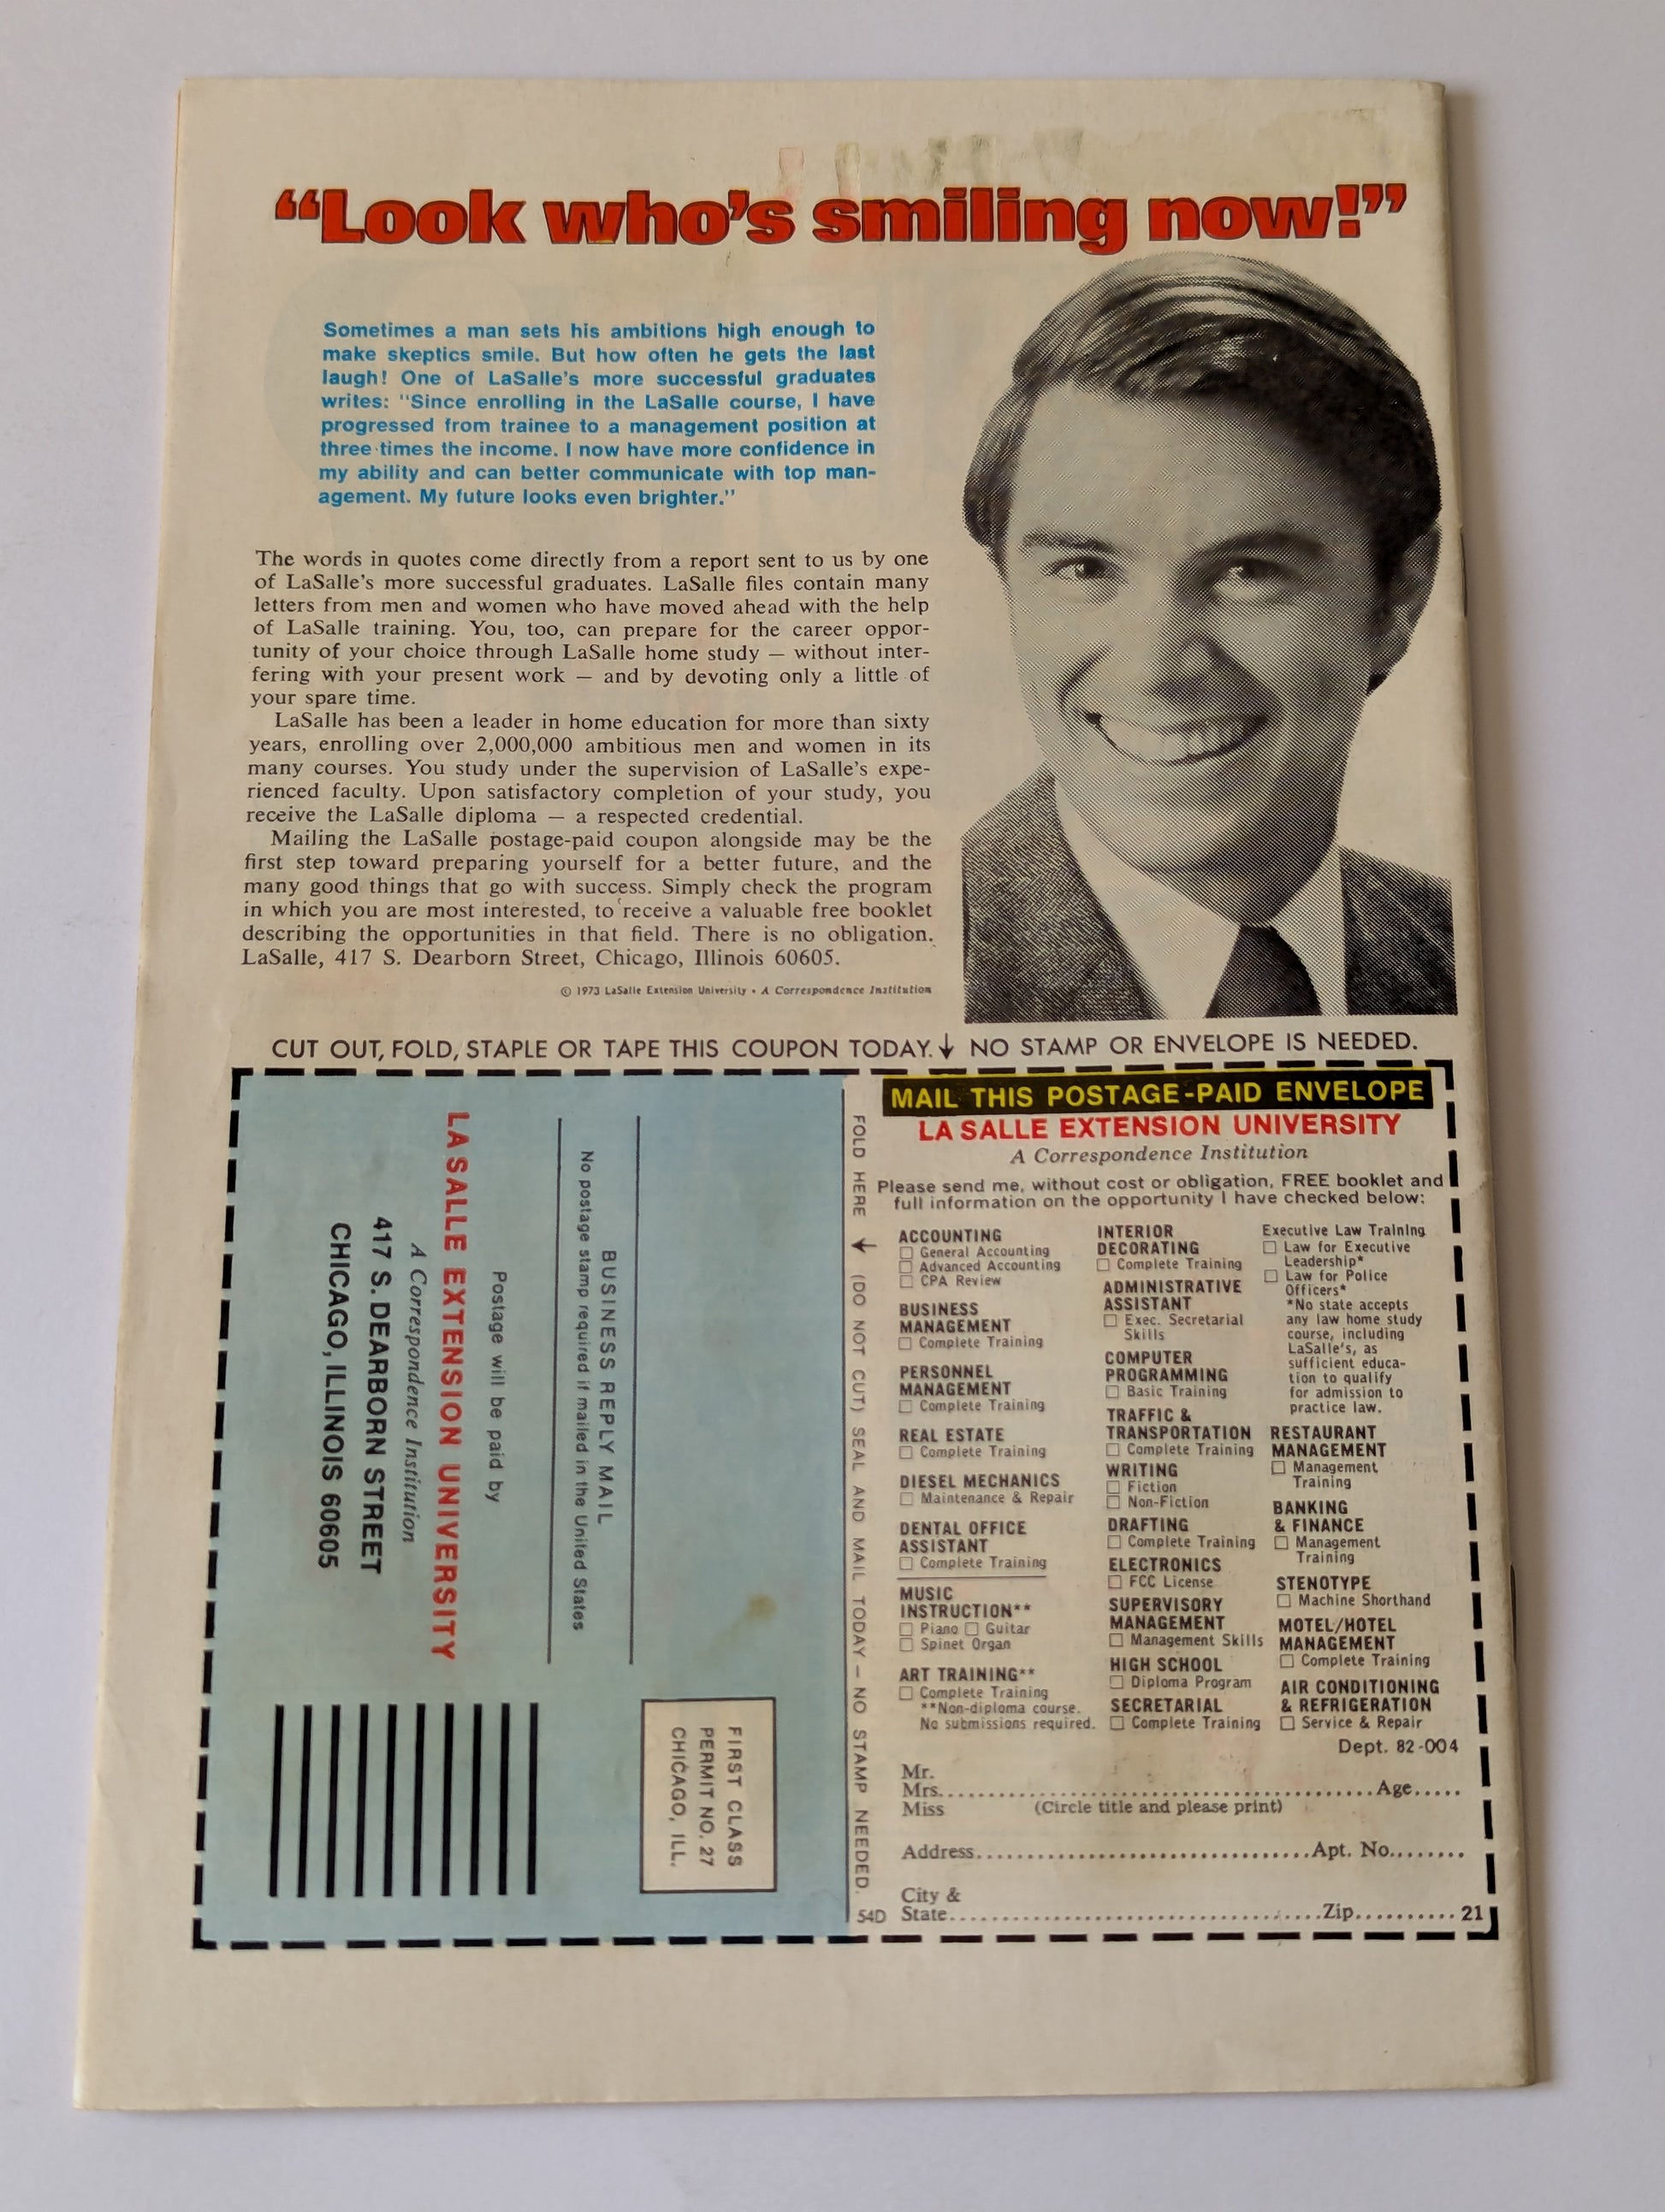 “Look who’s smiling now!”
Sometimes a man sets his ambitions high enough to
make skeptics smile. But how often he gets the last
laugh! One of LaSalle's more successful graduates
writes: "Since enrolling in the LaSalle course, I have
progressed from trainee to a management position at
three times the income. I now have more confidence in
my ability and can better communicate with top man-
agement. My future looks even brighter."
The words in quotes come directly from a report sent to us by one
of LaSalle's more successful graduates. LaSalle files contain many
letters from men and women who have moved ahead with the help
of LaSalle training. You, too, can prepare for the career oppor-
tunity of your choice through LaSalle home study — without inter-
fering with your present work — and by devoting only a little of
your spare time.
LaSalle has been a leader in home education for more than sixty
years, enrolling over 2,000,000 ambitious men and women in its
many courses. You study under the supervision of LaSalle's expe-
rienced faculty. Upon satisfactory completion of your study, you
receive the LaSalle diploma — a respected credential.
Mailing the LaSalle postage-paid coupon alongside may be the
first step toward preparing yourself for a better future, and the
many good things that go with success. Simply check the program
in which you are most interested, to receive a valuable free booklet
describing the opportunities in that field. There is no obligation.
LaSalle, 417 S. Dearborn Street, Chicago, Illinois 60605.
© 1973 LaSalle Extension University • A Correspondence Institution
CUT OUT, FOLD, STAPLE OR TAPE THIS COUPON TODAY.↓ NO STAMP OR ENVELOPE IS NEEDED.
FIRST CLASS
PERMIT NO. 27
CHICAGO, ILL.
BUSINESS REPLY MAIL
No postage stamp required if mailed in the United States
Postage will be paid by
LA SALLE EXTENSION UNIVERSITY
A Correspondence Institution
417 S. DEARBORN STREET
CHICAGO, ILLINOIS 60605
FOLD HERE ↓ (DO NOT CUT) SEAL AND MAIL TODAY — NO STAMP NEEDED.
54D
MAIL THIS POSTAGE-PAID ENVELOPE
LA SALLE EXTENSION UNIVERSITY
A Correspondence Institution
Please send me, without cost or obligation, FREE booklet and
full information on the opportunity I have checked below:
ACCOUNTING
☐ General Accounting
☐ Advanced Accounting
☐ CPA Review
BUSINESS
MANAGEMENT
☐ Complete Training
PERSONNEL
MANAGEMENT
☐ Complete Training
REAL ESTATE
☐ Complete Training
DIESEL MECHANICS
☐ Maintenance & Repair
DENTAL OFFICE
ASSISTANT
☐ Complete Training
MUSIC
INSTRUCTION**
☐ Piano ☐ Guitar
☐ Spinet Organ
ART TRAINING**
☐ Complete Training
**Non-diploma course.
No submissions required.
INTERIOR
DECORATING
☐ Complete Training
ADMINISTRATIVE
ASSISTANT
☐ Exec. Secretarial
Skills
COMPUTER
PROGRAMMING
☐ Basic Training
TRAFFIC &
TRANSPORTATION
☐ Complete Training
WRITING
☐ Fiction
☐ Non-Fiction
DRAFTING
☐ Complete Training
ELECTRONICS
☐ FCC License
SUPERVISORY
MANAGEMENT
☐ Management Skills
HIGH SCHOOL
☐ Diploma Program
SECRETARIAL
☐ Complete Training
Executive Law Training
☐ Law for Executive
Leadership*
☐ Law for Police
Officers*
*No state accepts
any law home study
course, including
LaSalle's, as
sufficient educa-
tion to qualify
for admission to
practice law.
RESTAURANT
MANAGEMENT
☐ Management
Training
BANKING
& FINANCE
☐ Management
Training
STENOTYPE
☐ Machine Shorthand
MOTEL/HOTEL
MANAGEMENT
☐ Complete Training
AIR CONDITIONING
& REFRIGERATION
☐ Service & Repair
Dept. 82-004
Mr.
Mrs...........................................Age.....
Miss (Circle title and please print)
Address..................................Apt. No........
City &
State......................................Zip..........21